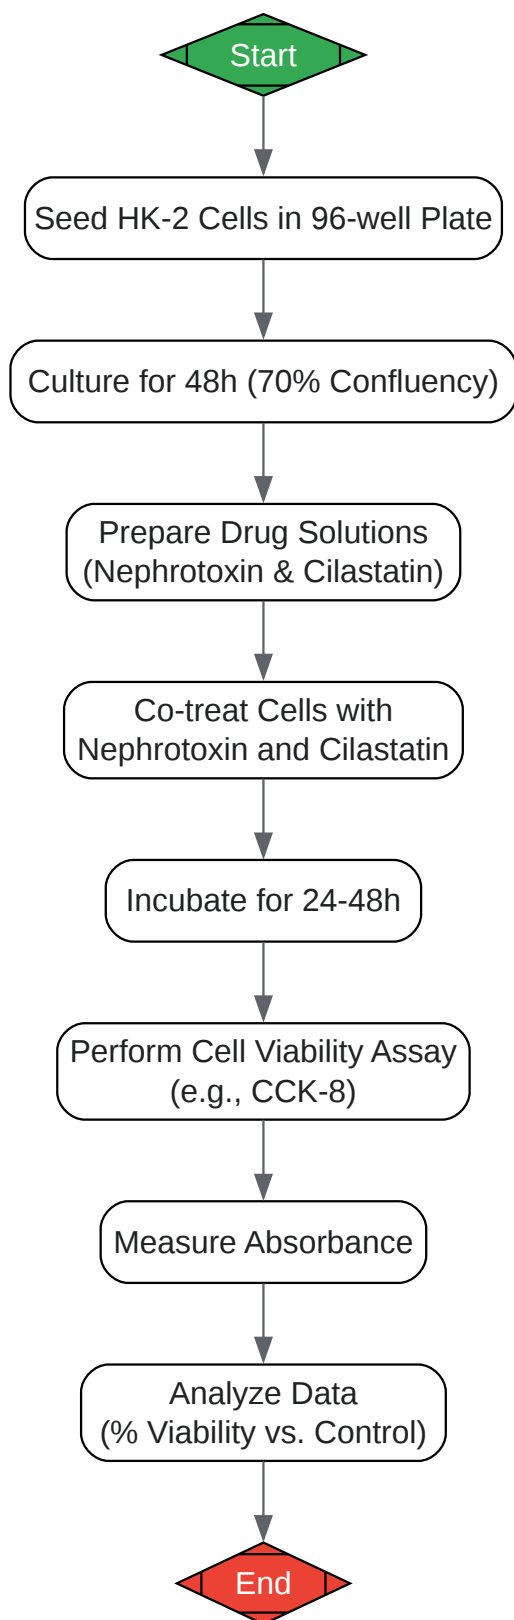 Start
Seed HK-2 Cells in 96-well Plate
Culture for 48h (70% Confluency)
Prepare Drug Solutions
(Nephrotoxin & Cilastatin)
Co-treat Cells with
Nephrotoxin and Cilastatin
Incubate for 24-48h
Perform Cell Viability Assay
(e.g., CCK-8)
Measure Absorbance
Analyze Data
(% Viability vs. Control)
End